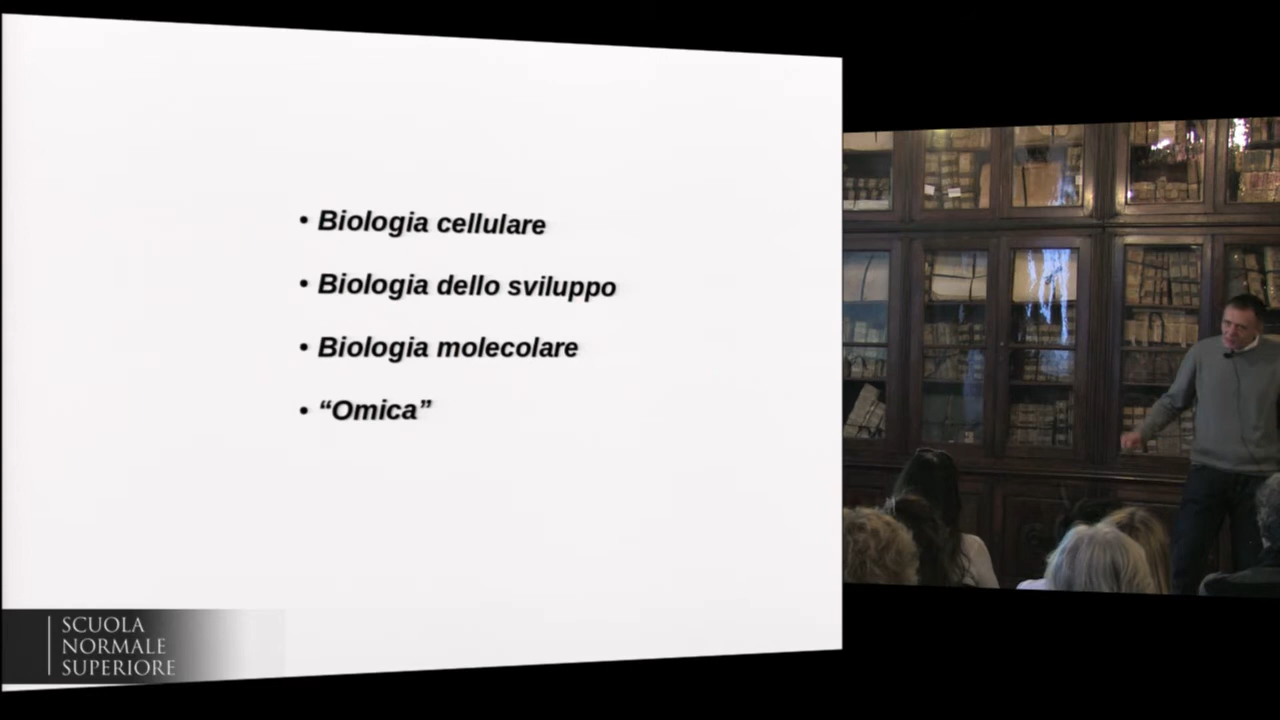 • Biologia cellulare
• Biologia dello sviluppo
• Biologia molecolare
• “Omica”
SCUOLA
NORMALE
SUPERIORE